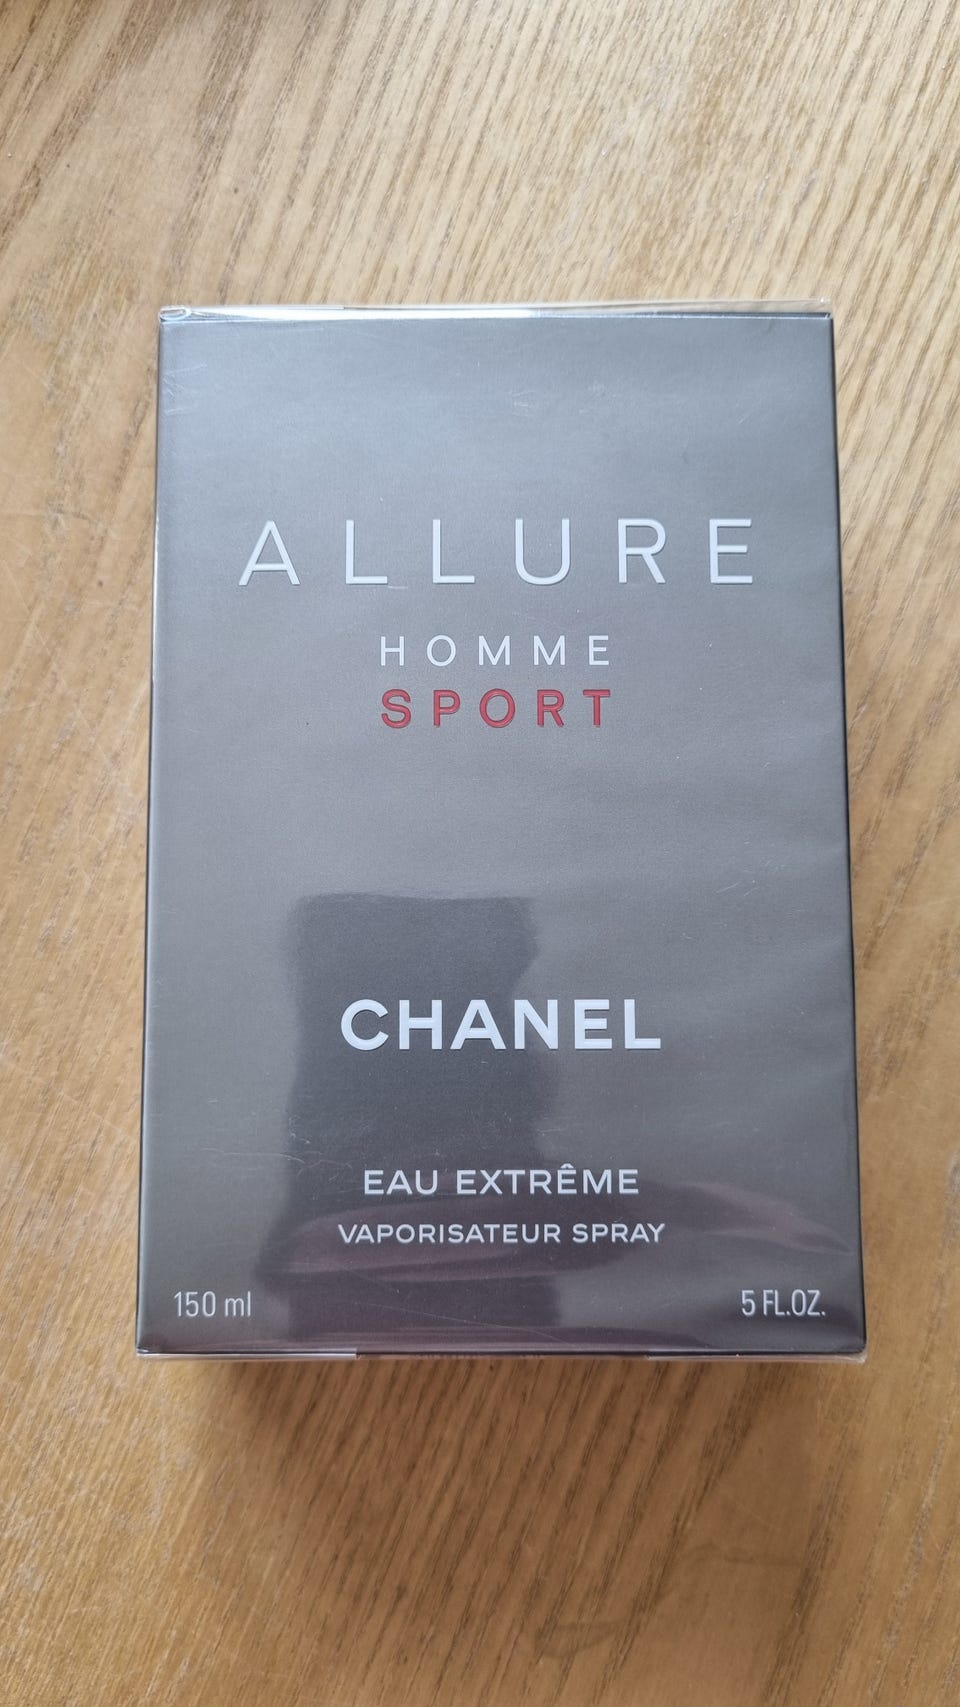 ALLURE
HOMME
SPORT
CHANEL
EAU EXTRÊME
VAPORISATEUR SPRAY
150 ml 5 FL.OZ.